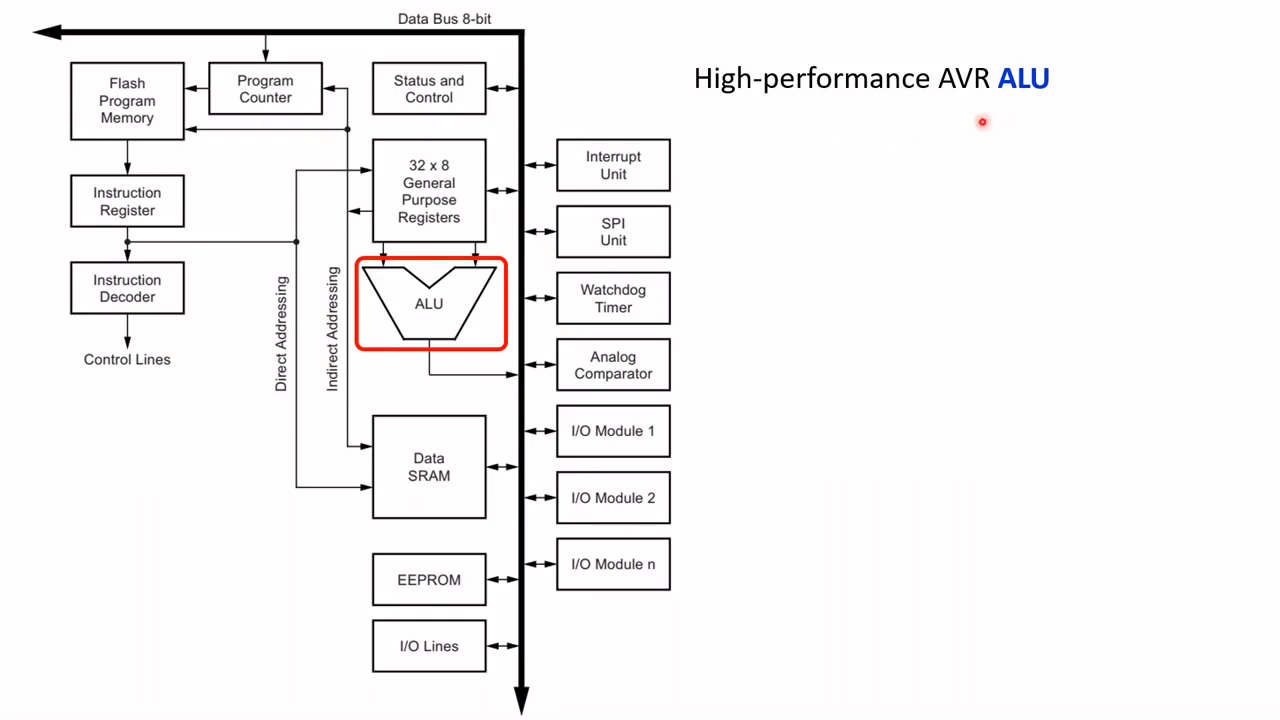 Data Bus 8-bit
High-performance AVR ALU
Flash
Program
Memory
Program
Counter
Status and
Control
Instruction
Register
32 x 8
General
Purpose
Registers
Interrupt
Unit
SPI
Unit
Instruction
Decoder
Control Lines
Direct Addressing
Indirect Addressing
ALU
Watchdog
Timer
Analog
Comparator
Data
SRAM
I/O Module 1
I/O Module 2
I/O Module n
EEPROM
I/O Lines